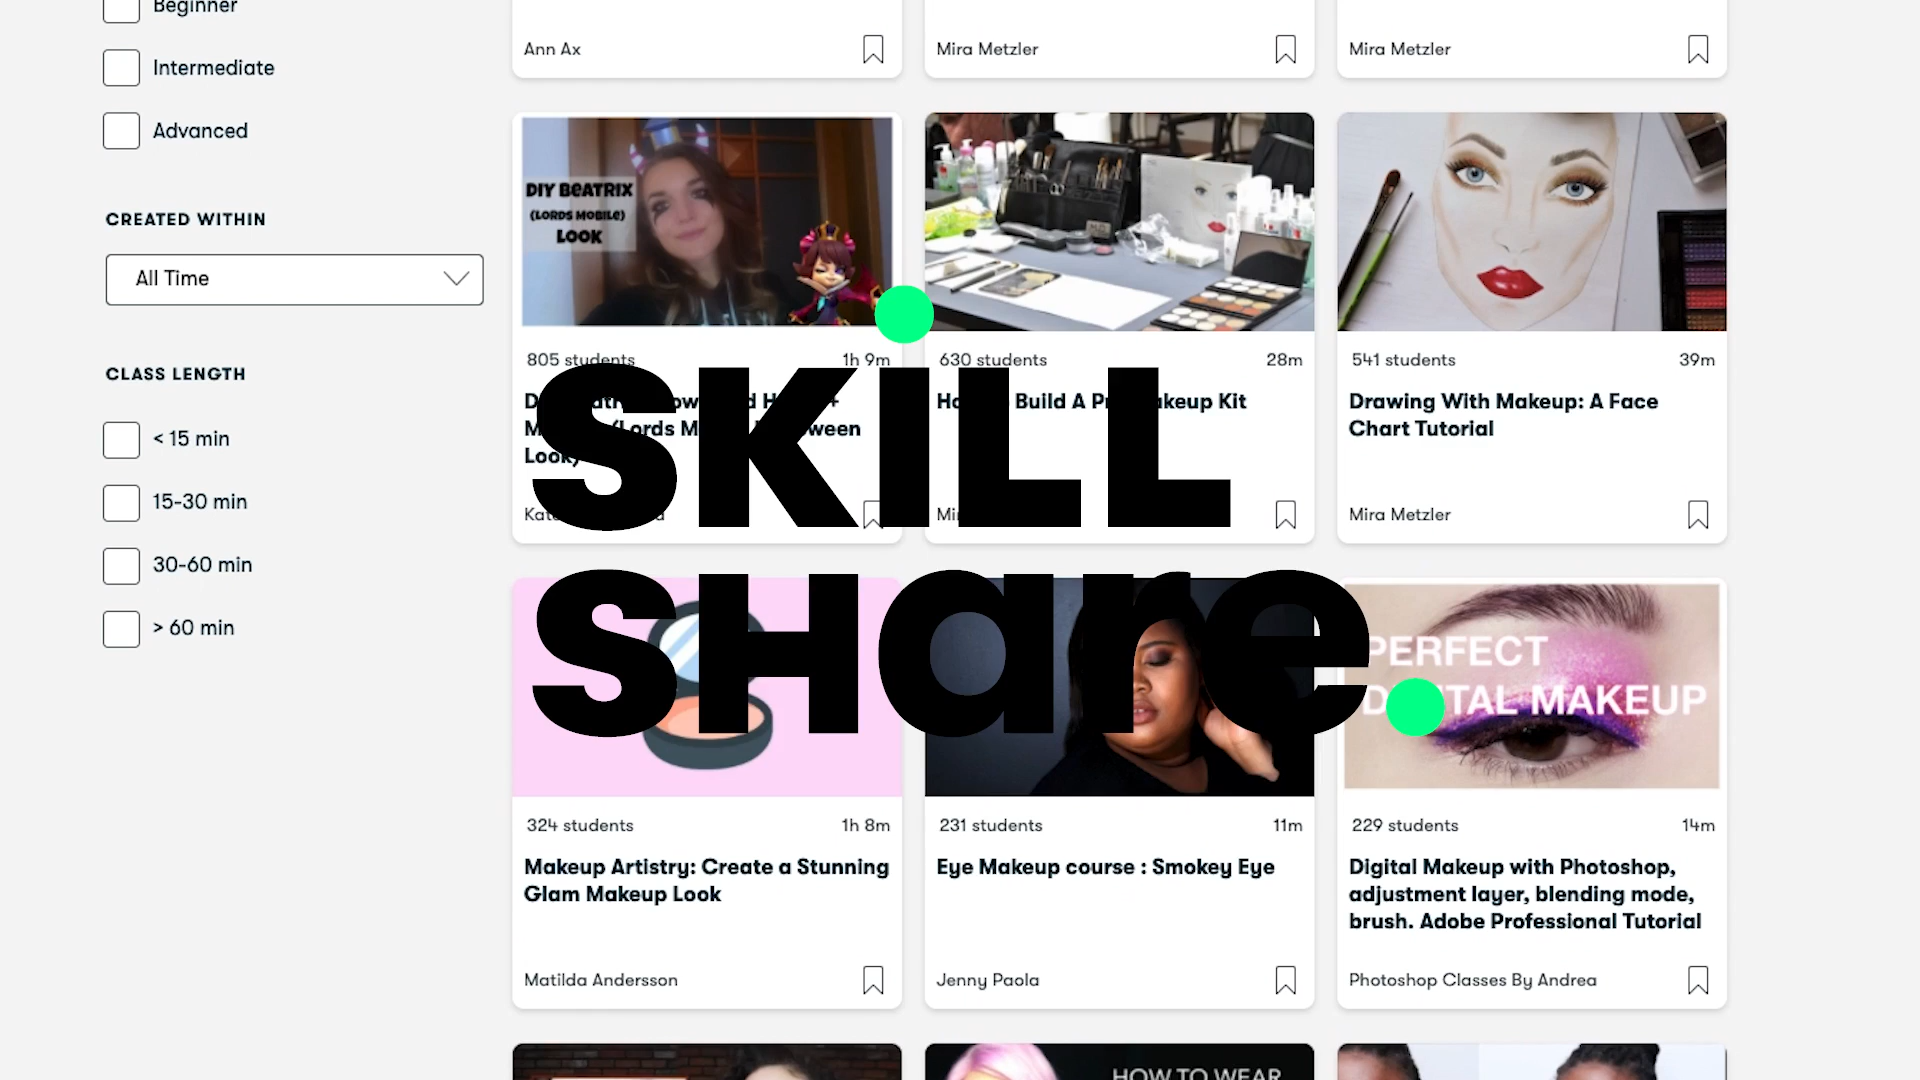 Beginner
Intermediate
Advanced
CREATED WITHIN
All Time
CLASS LENGTH
< 15 min
15-30 min
30-60 min
> 60 min
Ann Ax
Mira Metzler
Mira Metzler
DIY BEATRIX
(LORDS MOBILE)
LOOK
805 students
1h 9m
630 students
28m
541 students
39m
Build A
Kit
Drawing With Makeup: A Face
Chart Tutorial
Mira Metzler
SKILL
SHare.
PERFECT
MAKEUP
324 students
1h 8m
231 students
11m
229 students
14m
Makeup Artistry: Create a Stunning
Glam Makeup Look
Eye Makeup course : Smokey Eye
Digital Makeup with Photoshop,
adjustment layer, blending mode,
brush. Adobe Professional Tutorial
Matilda Andersson
Jenny Paola
Photoshop Classes By Andrea
HOW TO WEAR